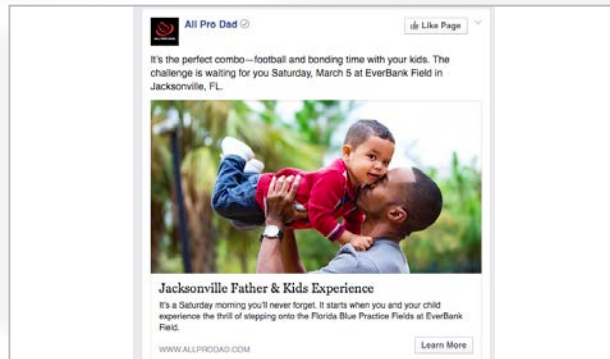 All Pro Dad
Like Page
It's the perfect combo—football and bonding time with your kids. The
challenge is waiting for you Saturday, March 5 at EverBank Field in
Jacksonville, FL.
Jacksonville Father & Kids Experience
It's a Saturday morning you'll never forget. It starts when you and your child
experience the thrill of stepping onto the Florida Blue Practice Fields at EverBank
Field.
WWW.ALLPRODAD.COM
Learn More